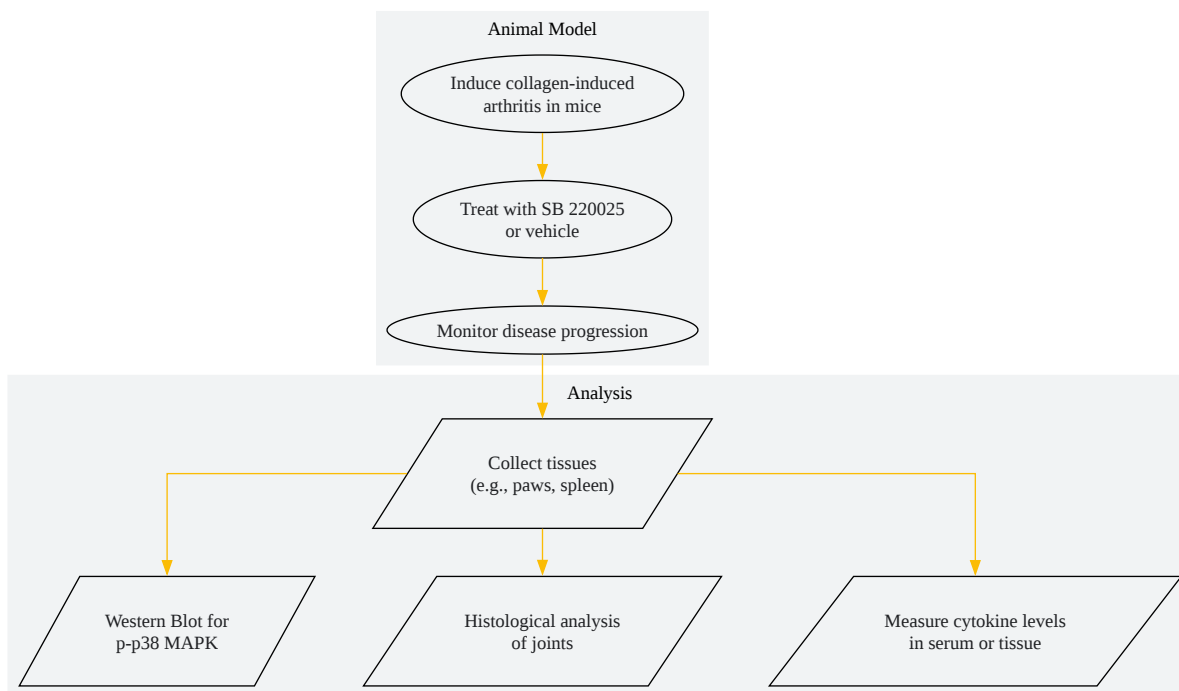 Animal Model
Induce collagen-induced
arthritis in mice
Treat with SB 220025
or vehicle
Monitor disease progression
Analysis
Collect tissues
(e.g., paws, spleen)
Western Blot for
p-p38 MAPK
Histological analysis
of joints
Measure cytokine levels
in serum or tissue